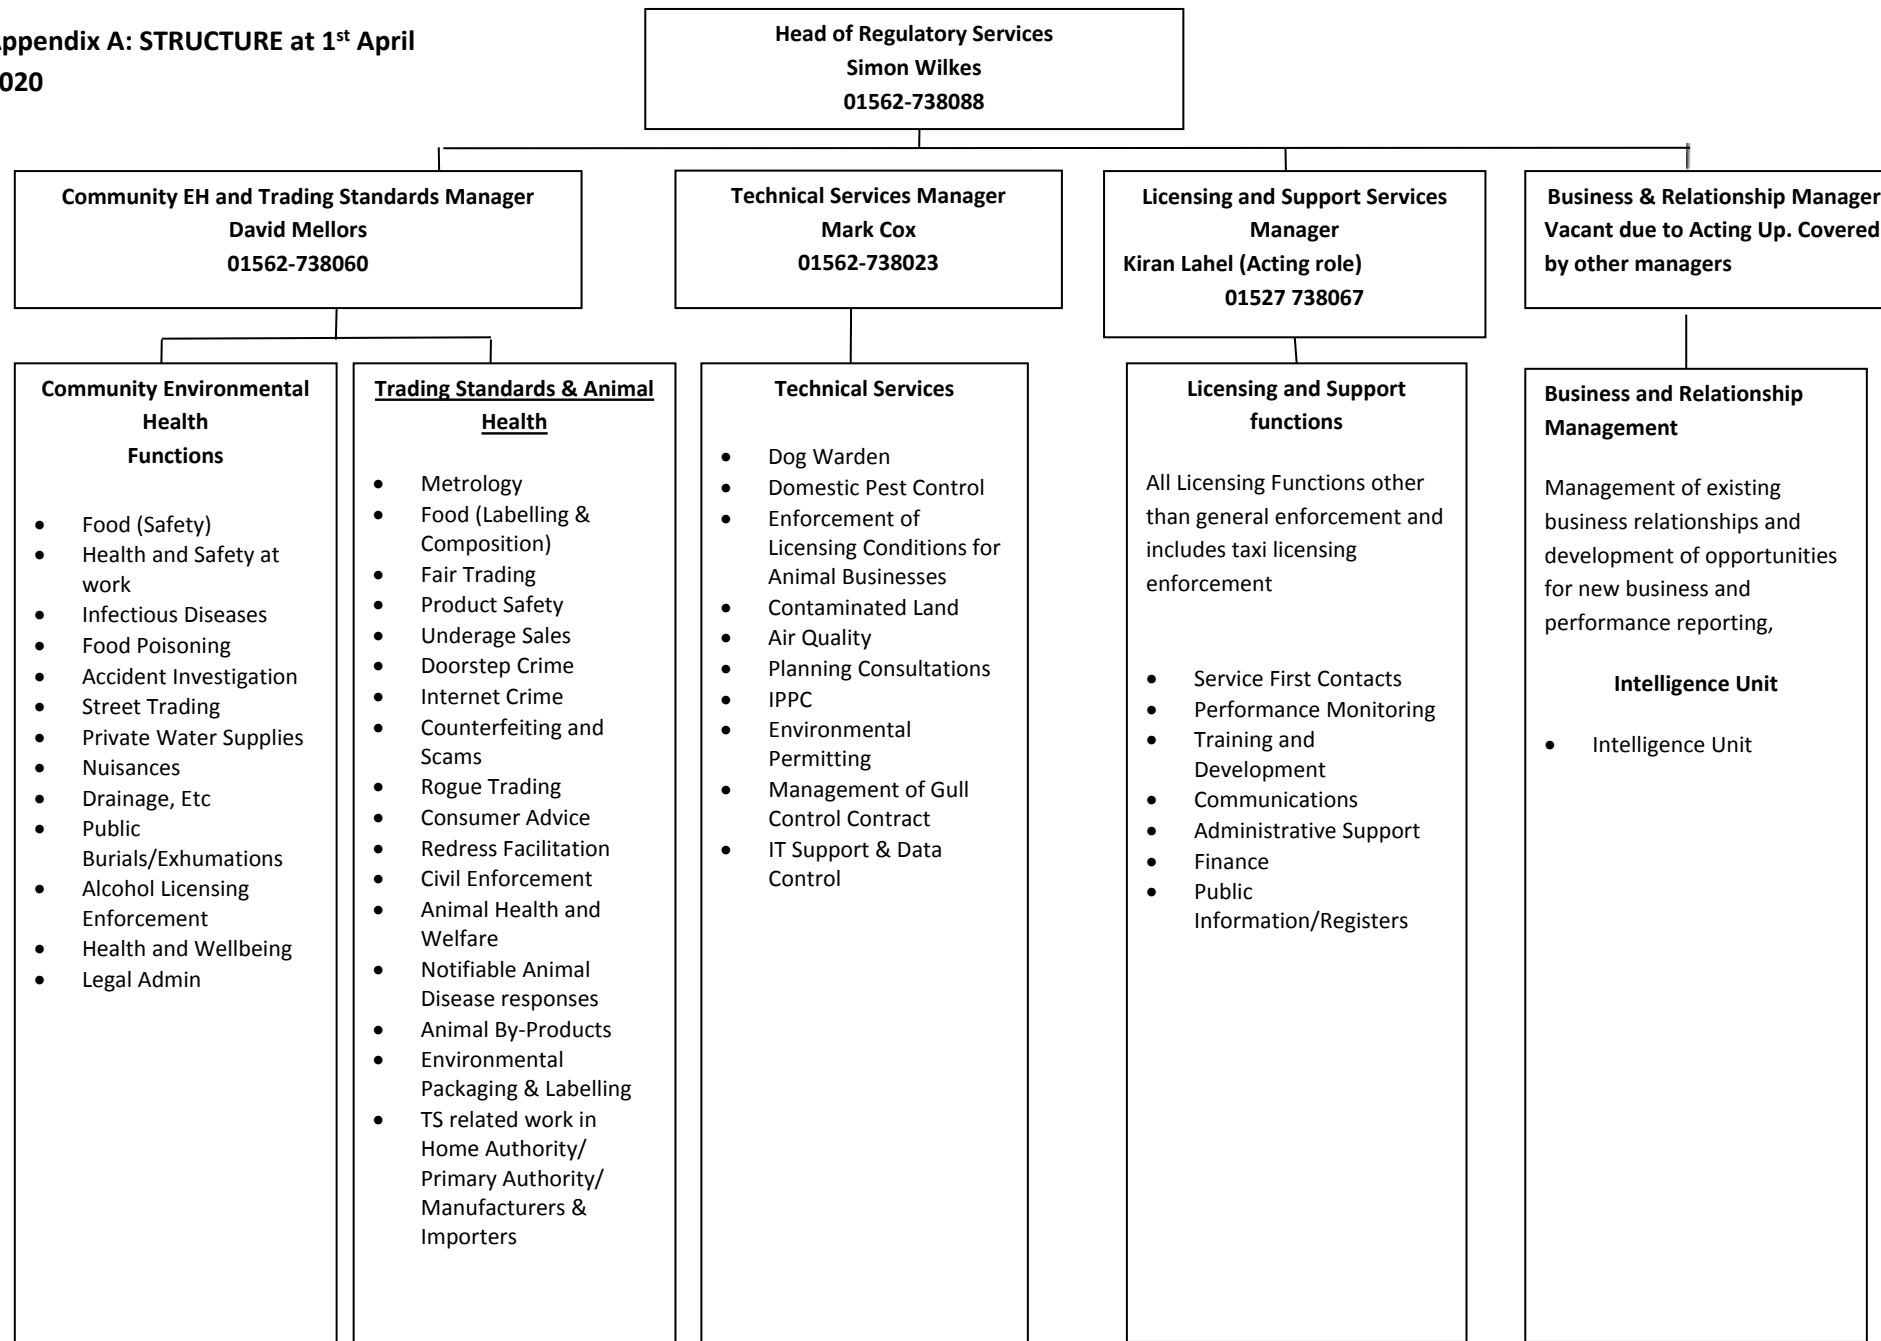 ppendix A: STRUCTURE at 1st April
020
Head of Regulatory Services
Simon Wilkes
01562-738088
Community EH and Trading Standards Manager
David Mellors
01562-738060
Technical Services Manager
Mark Cox
01562-738023
Licensing and Support Services
Manager
Kiran Lahel (Acting role)
01527 738067
Business & Relationship Manager
Vacant due to Acting Up. Covered
by other managers
Community Environmental
Health
Functions
• Food (Safety)
• Health and Safety at
work
• Infectious Diseases
• Food Poisoning
• Accident Investigation
• Street Trading
• Private Water Supplies
• Nuisances
• Drainage, Etc
• Public
Burials/Exhumations
• Alcohol Licensing
Enforcement
• Health and Wellbeing
• Legal Admin
Trading Standards & Animal
Health
• Metrology
• Food (Labelling &
Composition)
• Fair Trading
• Product Safety
• Underage Sales
• Doorstep Crime
• Internet Crime
• Counterfeiting and
Scams
• Rogue Trading
• Consumer Advice
• Redress Facilitation
• Civil Enforcement
• Animal Health and
Welfare
• Notifiable Animal
Disease responses
• Animal By-Products
• Environmental
Packaging & Labelling
• TS related work in
Home Authority/
Primary Authority/
Manufacturers &
Importers
Technical Services
• Dog Warden
• Domestic Pest Control
• Enforcement of
Licensing Conditions for
Animal Businesses
• Contaminated Land
• Air Quality
• Planning Consultations
• IPPC
• Environmental
Permitting
• Management of Gull
Control Contract
• IT Support & Data
Control
Licensing and Support
functions
All Licensing Functions other
than general enforcement and
includes taxi licensing
enforcement
• Service First Contacts
• Performance Monitoring
• Training and
Development
• Communications
• Administrative Support
• Finance
• Public
Information/Registers
Business and Relationship
Management
Management of existing
business relationships and
development of opportunities
for new business and
performance reporting,
Intelligence Unit
• Intelligence Unit